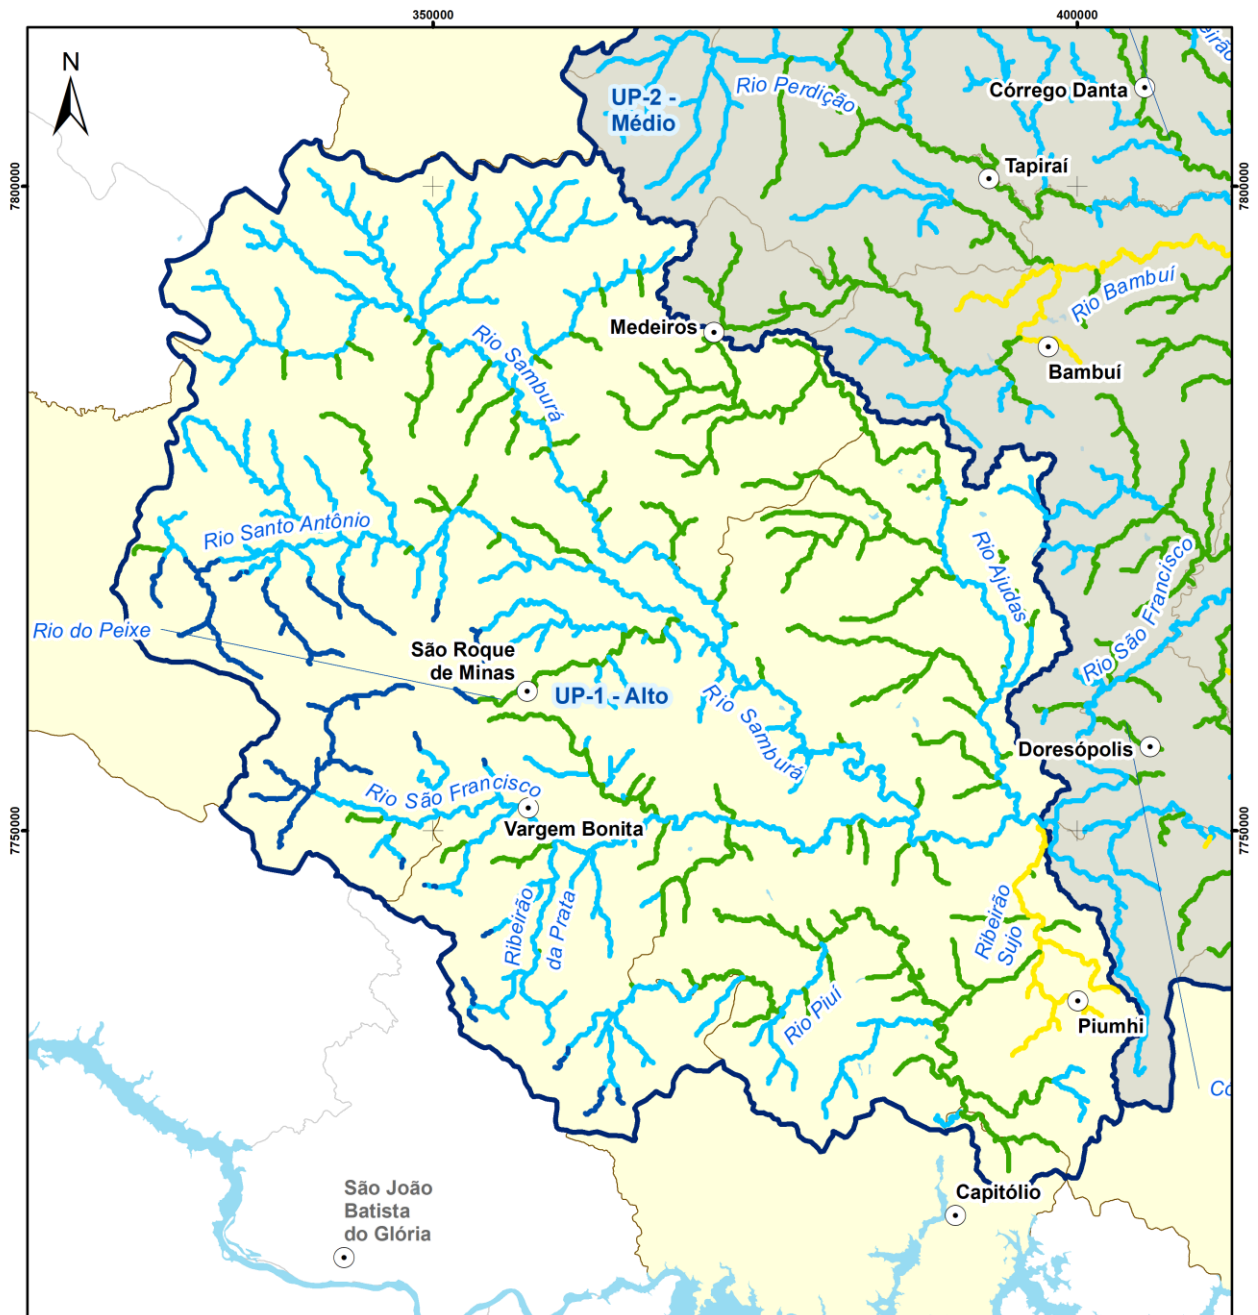 350000
400000
N
UP-2 -
Médio
Rio Perdição
Córrego Danta
Tapiraí
7800000
7800000
Rio Bambuí
Medeiros
Rio Samburá
Bambuí
Rio Santo Antônio
Rio Ajudas
Rio São Francisco
Rio do Peixe
São Roque
de Minas
UP-1 - Alto
Rio Samburá
Doresópolis
Rio São Francisco
Vargem Bonita
7750000
7750000
Ribeirão
da Prata
Ribeirão
Sujo
Rio Piuí
Piumhi
São João
Batista
do Glória
Capitólio